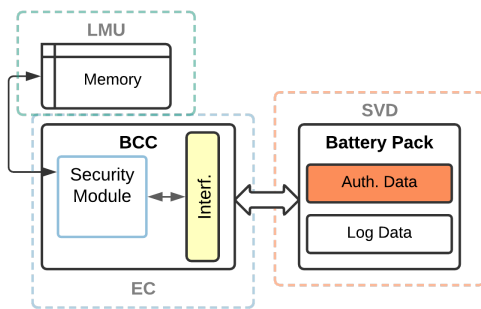 LMU
Memory
BCC
Security
Module
Interf.
EC
SVD
Battery Pack
Auth. Data
Log Data